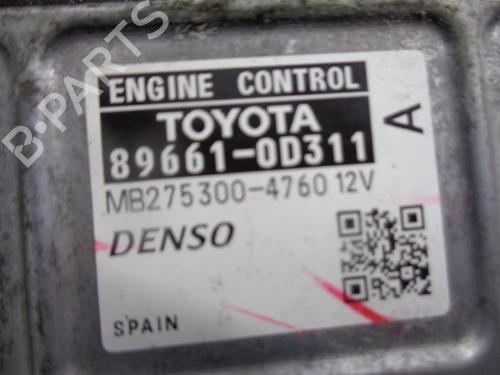 B-PARTS
ENGINE CONTROL
TOYOTA
89661-0D311
A
MB275300-4760 12V
DENSO
SPAIN